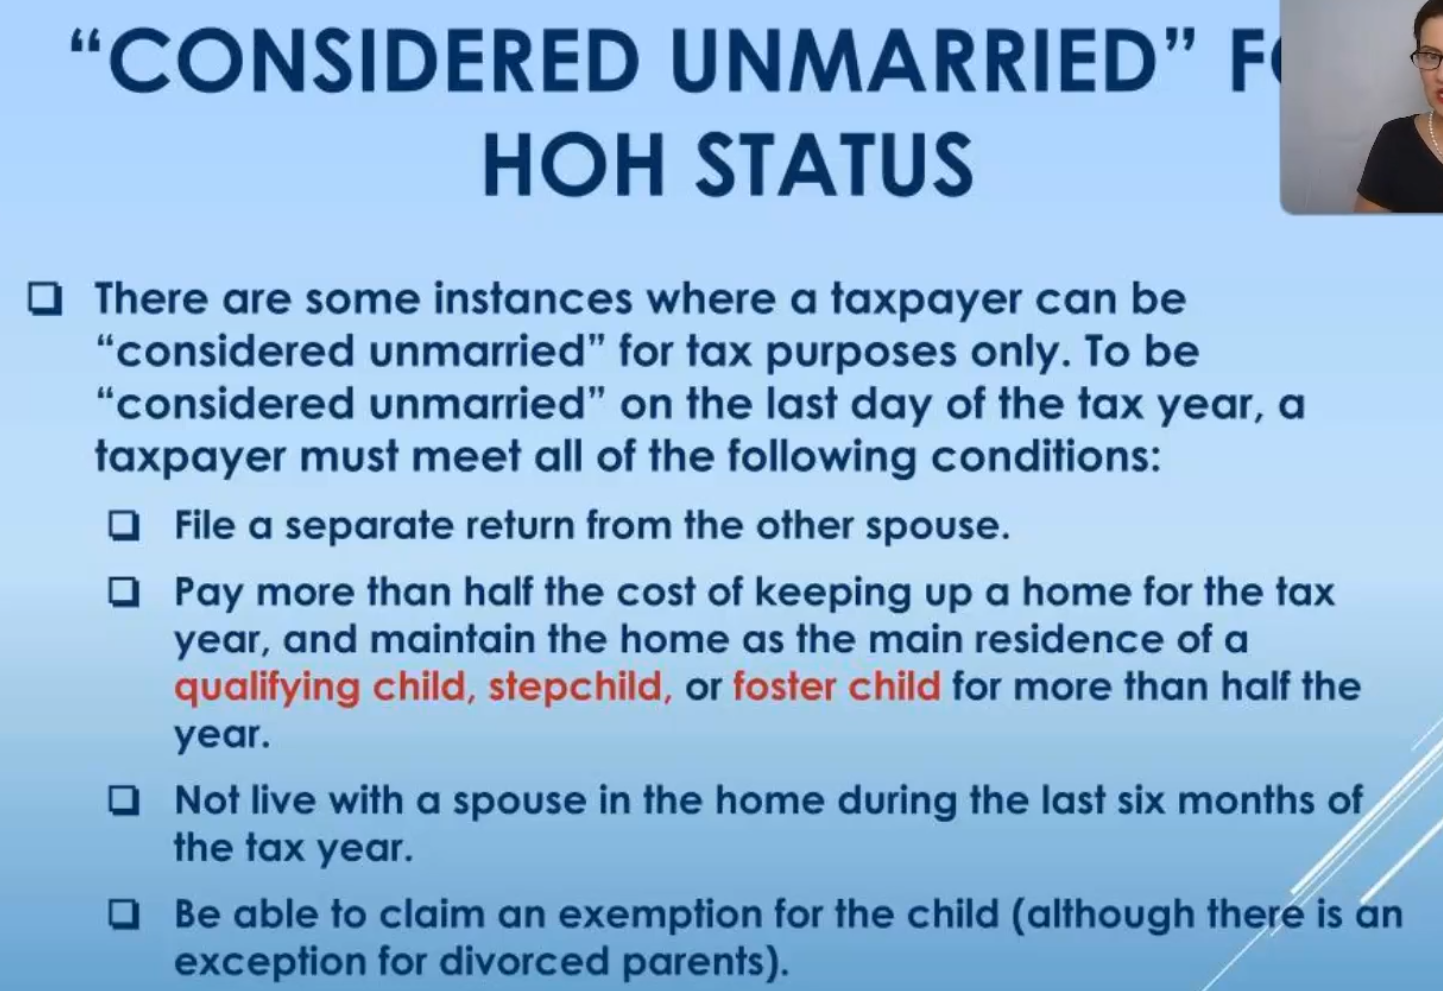 “CONSIDERED UNMARRIED”
HOH STATUS
There are some instances where a taxpayer can be
“considered unmarried” for tax purposes only. To be
“considered unmarried” on the last day of the tax year, a
taxpayer must meet all of the following conditions:
File a separate return from the other spouse.
Pay more than half the cost of keeping up a home for the tax
year, and maintain the home as the main residence of a
qualifying child, stepchild, or foster child for more than half the
year.
Not live with a spouse in the home during the last six months of
the tax year.
Be able to claim an exemption for the child (although there is an
exception for divorced parents).